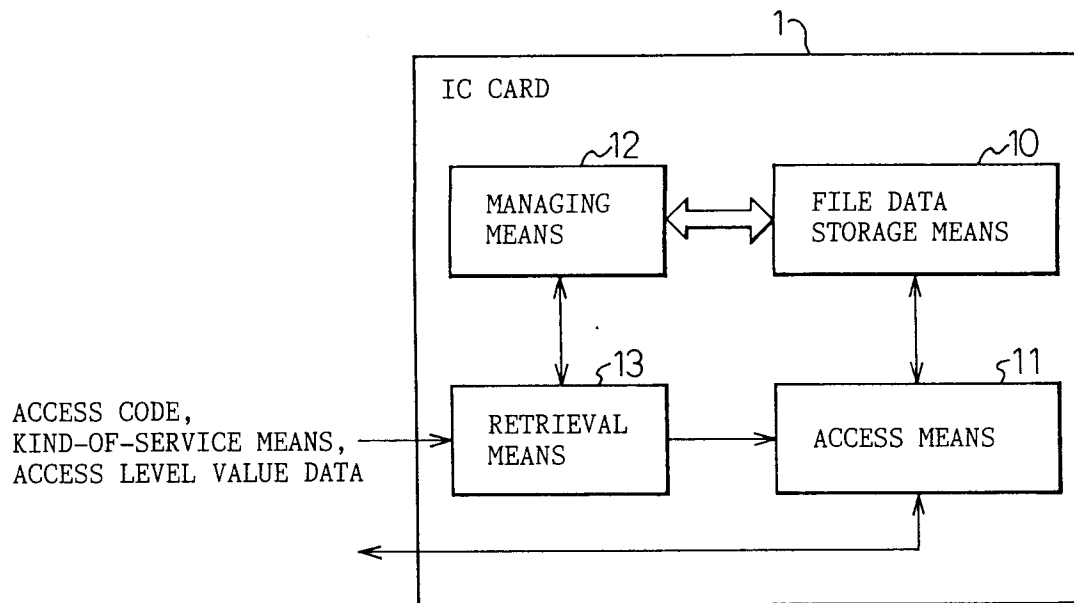 1
IC CARD
12
10
MANAGING
MEANS
FILE DATA
STORAGE MEANS
13
11
ACCESS CODE,
KIND-OF-SERVICE MEANS,
ACCESS LEVEL VALUE DATA
RETRIEVAL
MEANS
ACCESS MEANS